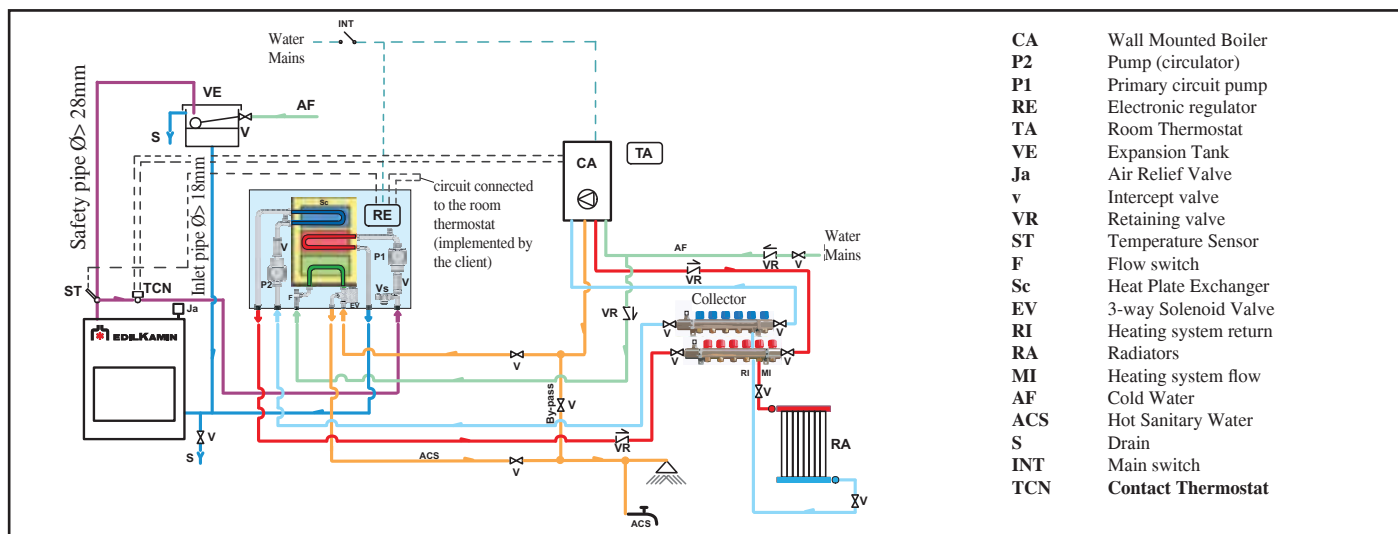 INT
Water
Mains
Safety pipe Ø> 28mm
VE
AF
V
S
Inlet pipe Ø> 18mm
CA
TA
Sc
RE
circuit connected
to the room
thermostat
(implemented by
the client)
V
P1
P2
V
F
EV
Vs
ST
TCN
Ja
EDILKAMIN
AF
VR
V
Water
Mains
VR
VR
Collector
V
V
V
V
RI
MI
V
By-pass
V
V
V
S
VR
ACS
V
RA
V
ACS
CA Wall Mounted Boiler
P2 Pump (circulator)
P1 Primary circuit pump
RE Electronic regulator
TA Room Thermostat
VE Expansion Tank
Ja Air Relief Valve
v Intercept valve
VR Retaining valve
ST Temperature Sensor
F Flow switch
Sc Heat Plate Exchanger
EV 3-way Solenoid Valve
RI Heating system return
RA Radiators
MI Heating system flow
AF Cold Water
ACS Hot Sanitary Water
S Drain
INT Main switch
TCN Contact Thermostat